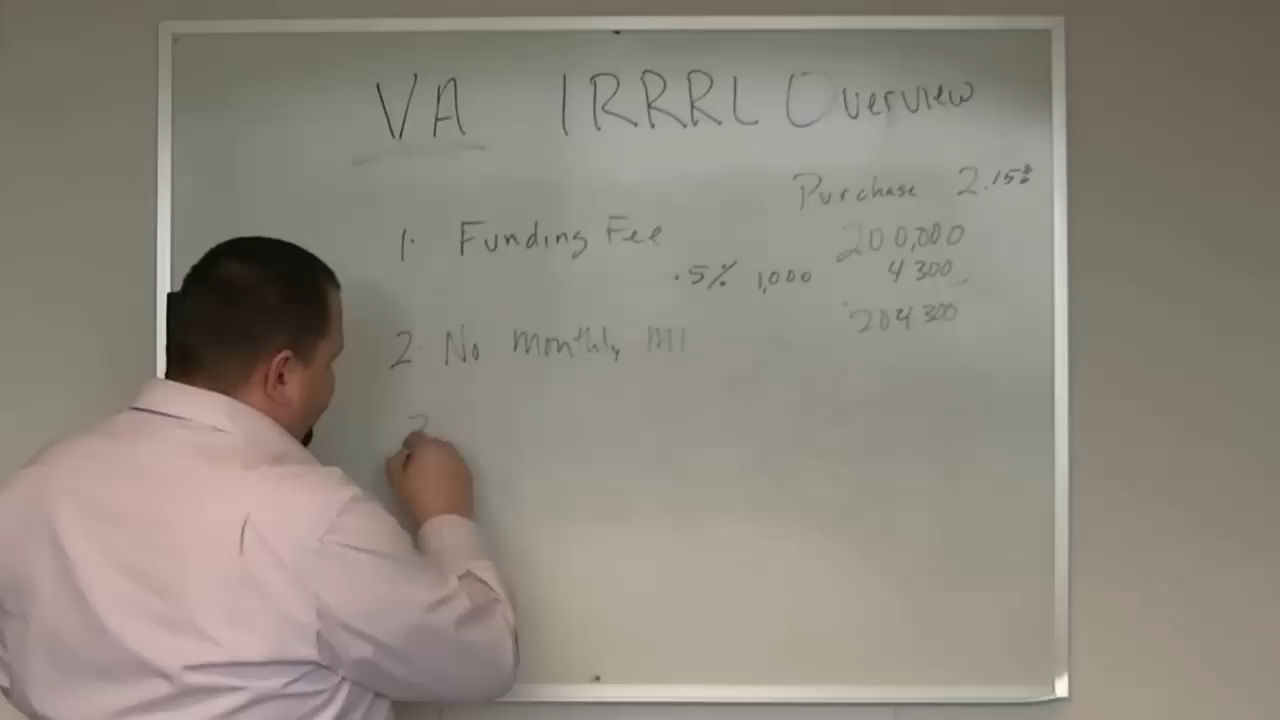 VA IRRRL Overview
Purchase 2.15%
1. Funding Fee
200,000
.5% 1,000
4300
204300
2. No monthly MI